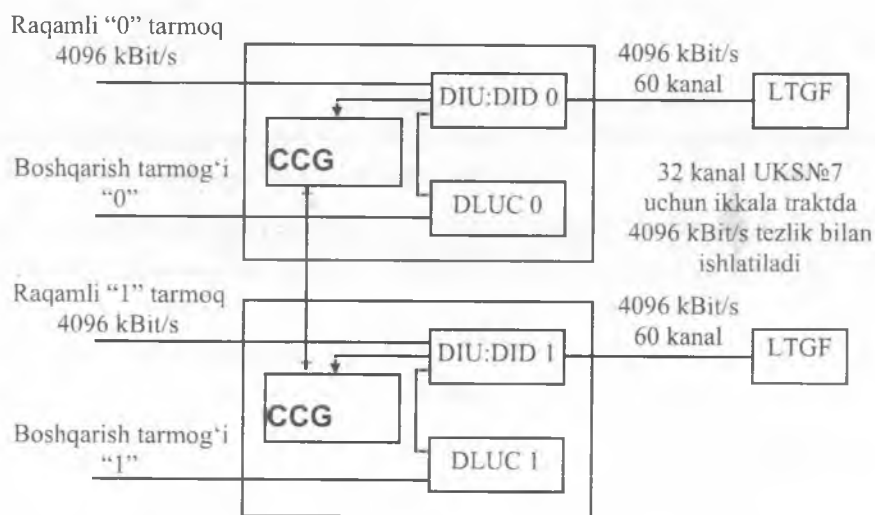 Raqamli “0” tarmoq
4096 kBit/s
DIU:DID 0
4096 kBit/s
60 kanal
LTGF
CCG
Boshqarish tarmog‘i
“0”
DLUC 0
32 kanal UKS№7
uchun ikkala traktda
4096 kBit/s tezlik bilan
ishlatiladi
Raqamli “1” tarmoq
4096 kBit/s
DIU:DID 1
4096 kBit/s
60 kanal
LTGF
CCG
Boshqarish tarmog‘i
“1”
DLUC 1